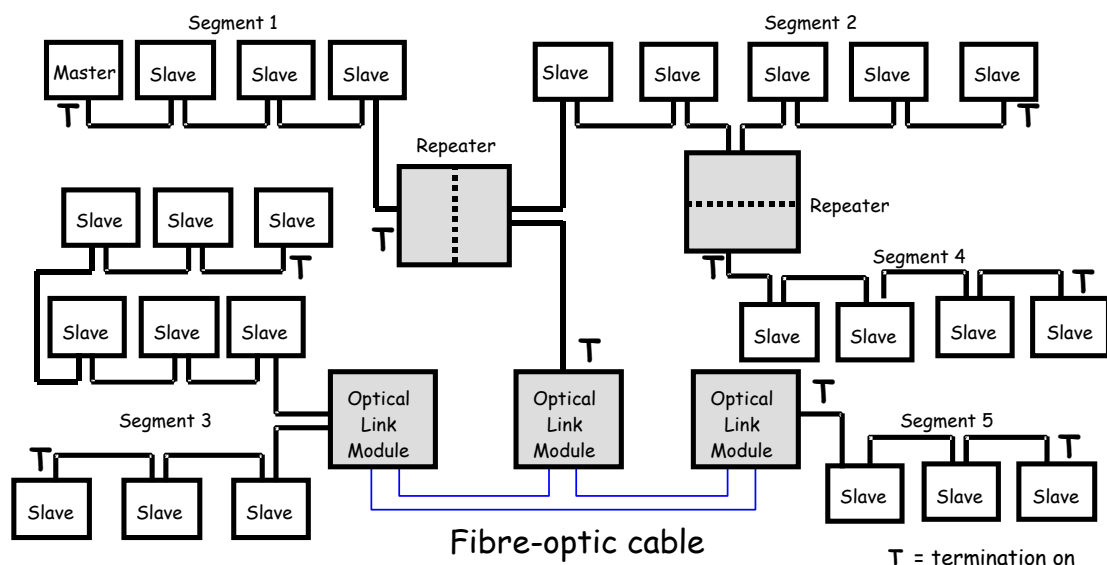 Segment 1
Segment 2
Master Slave Slave Slave
Slave Slave Slave Slave Slave
T
T
Repeater
Slave Slave Slave
Repeater
T
T
T
Segment 4
T
Slave Slave Slave
Slave Slave Slave Slave
T
Optical
Link
Module
Optical
Link
Module
Optical
Link
Module
T
Segment 3
Segment 5
T
T
Slave Slave Slave
Slave Slave Slave
Fibre-optic cable
T = termination on